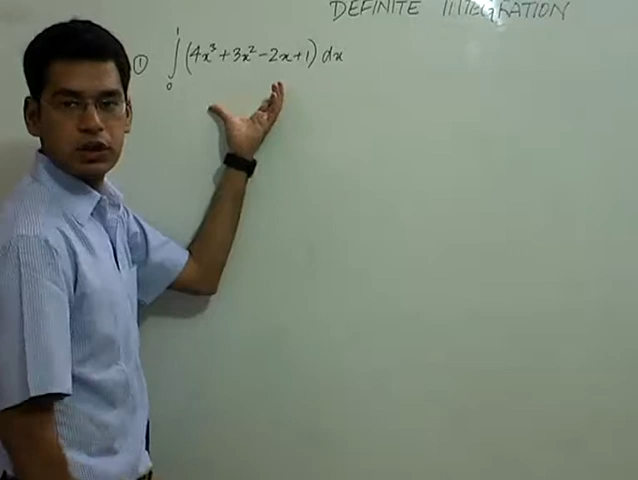 DEFINITE INTEGRATION
① ∫₀¹ (4x³ + 3x² - 2x + 1) dx